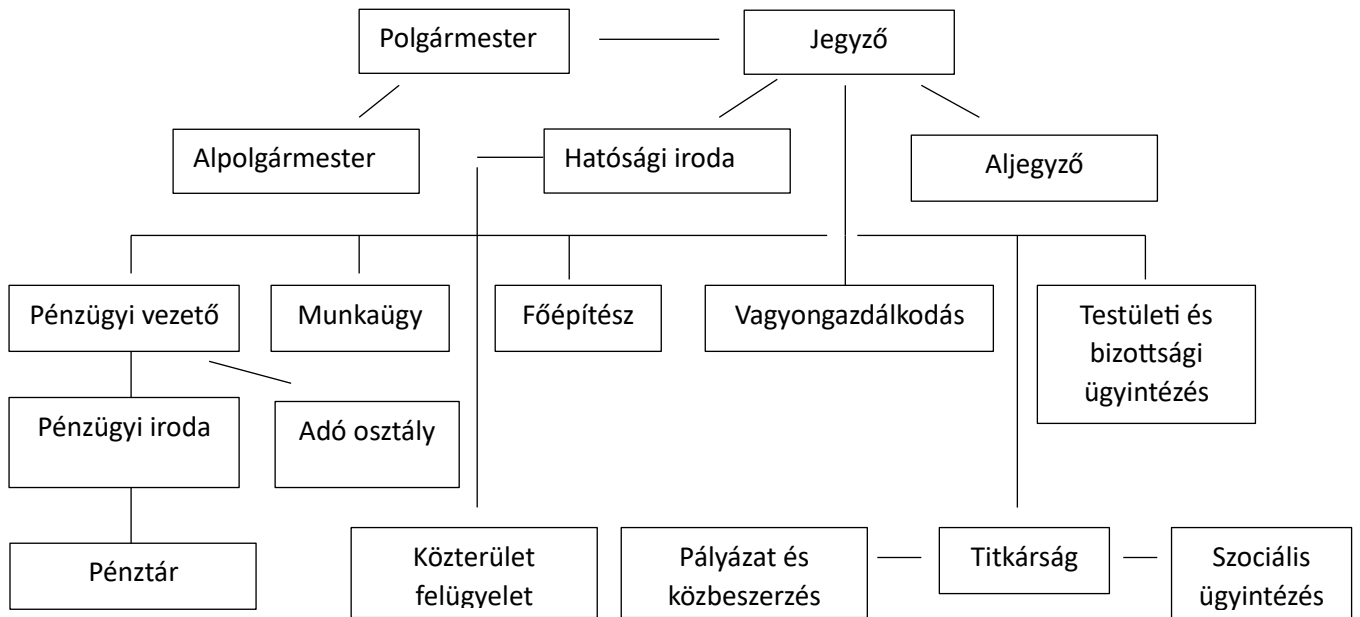 Polgármester
Jegyző
Alpolgármester
Hatósági iroda
Aljegyző
Pénzügyi vezető
Munkaügy
Főépítész
Vagyongazdálkodás
Testületi és
bizottsági
ügyintézés
Pénzügyi iroda
Adó osztály
Pénztár
Közterület
felügyelet
Pályázat és
közbeszerzés
Titkárság
Szociális
ügyintézés